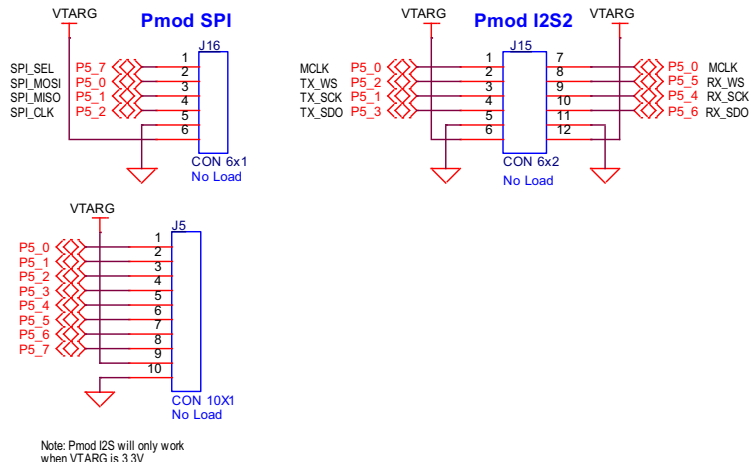 VTARG
Pmod SPI
J16
SPI_SEL P5_7 1
SPI_MOSI P5_0 2
SPI_MISO P5_1 3
SPI_CLK P5_2 4
5
6
CON 6x1
No Load
VTARG Pmod I2S2 VTARG
J15
MCLK P5_0 1 7 P5_0 MCLK
TX_WS P5_2 2 8 P5_5 RX_WS
TX_SCK P5_1 3 9 P5_4 RX_SCK
TX_SDO P5_3 4 10 P5_6 RX_SDO
5 11
6 12
CON 6x2
No Load
VTARG
J5
P5_0 1
P5_1 2
P5_2 3
P5_3 4
P5_4 5
P5_5 6
P5_6 7
P5_7 8
9
10
CON 10X1
No Load
Note: Pmod I2S will only work
when VTARG is 3.3V